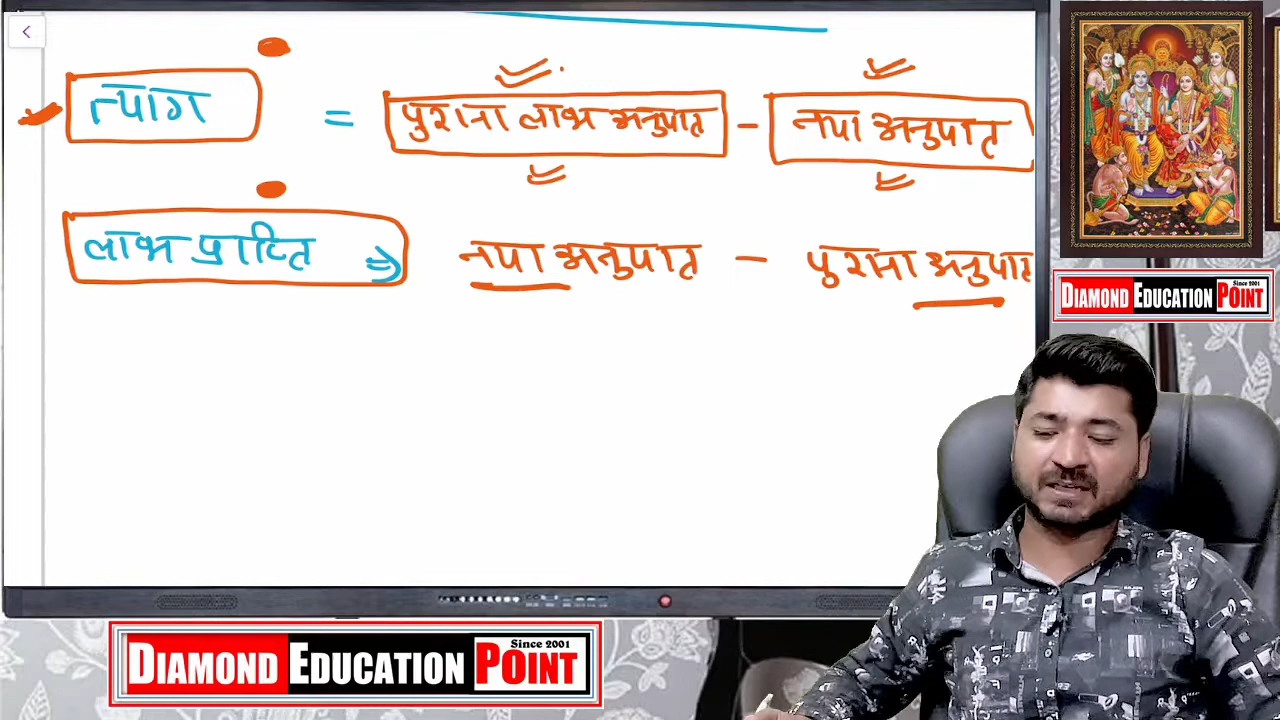 त्याग = पुराना लाभ अनुपात - नया अनुपात
लाभ प्राप्ति ⇒ नया अनुपात - पुराना अनुपात
DIAMOND EDUCATION POINT
Since 2001
DIAMOND EDUCATION POINT
Since 2001